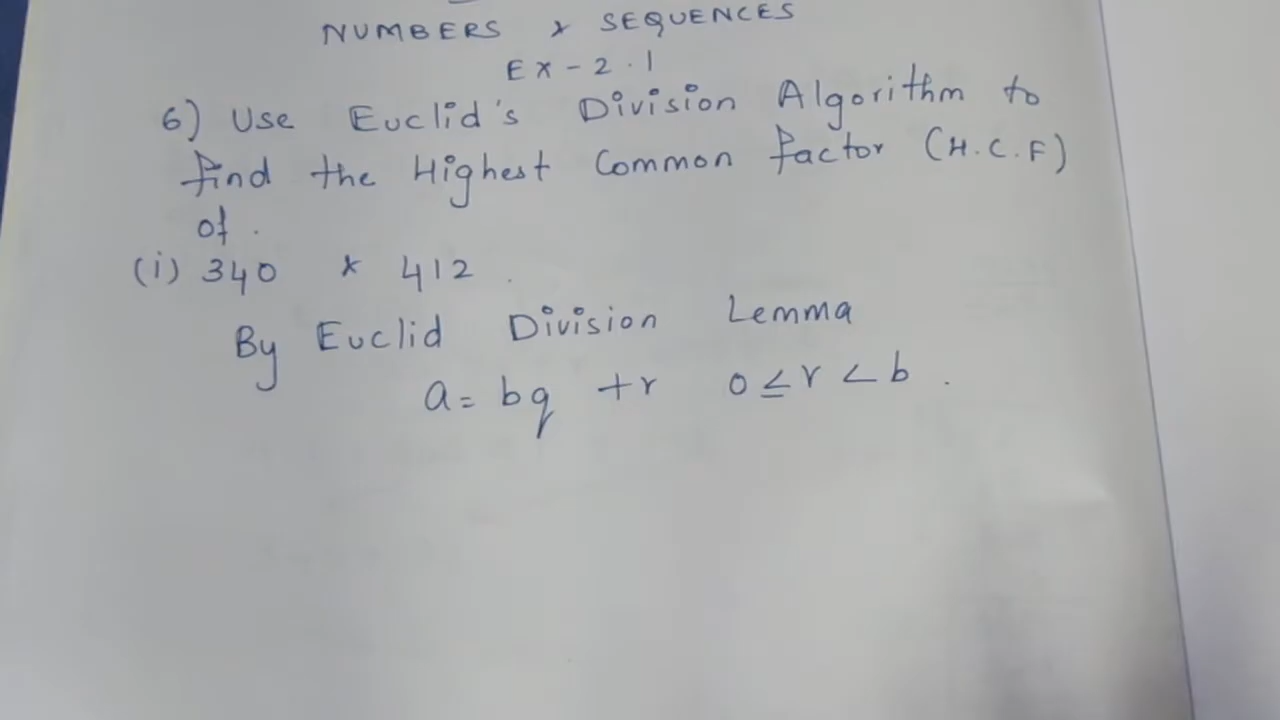 NUMBERS & SEQUENCES
Ex-2.1
6) Use Euclid's Division Algorithm to
find the Highest Common factor (H.C.F)
of.
(i) 340 & 412.
By Euclid Division Lemma
a = bq + r 0 ≤ r < b.